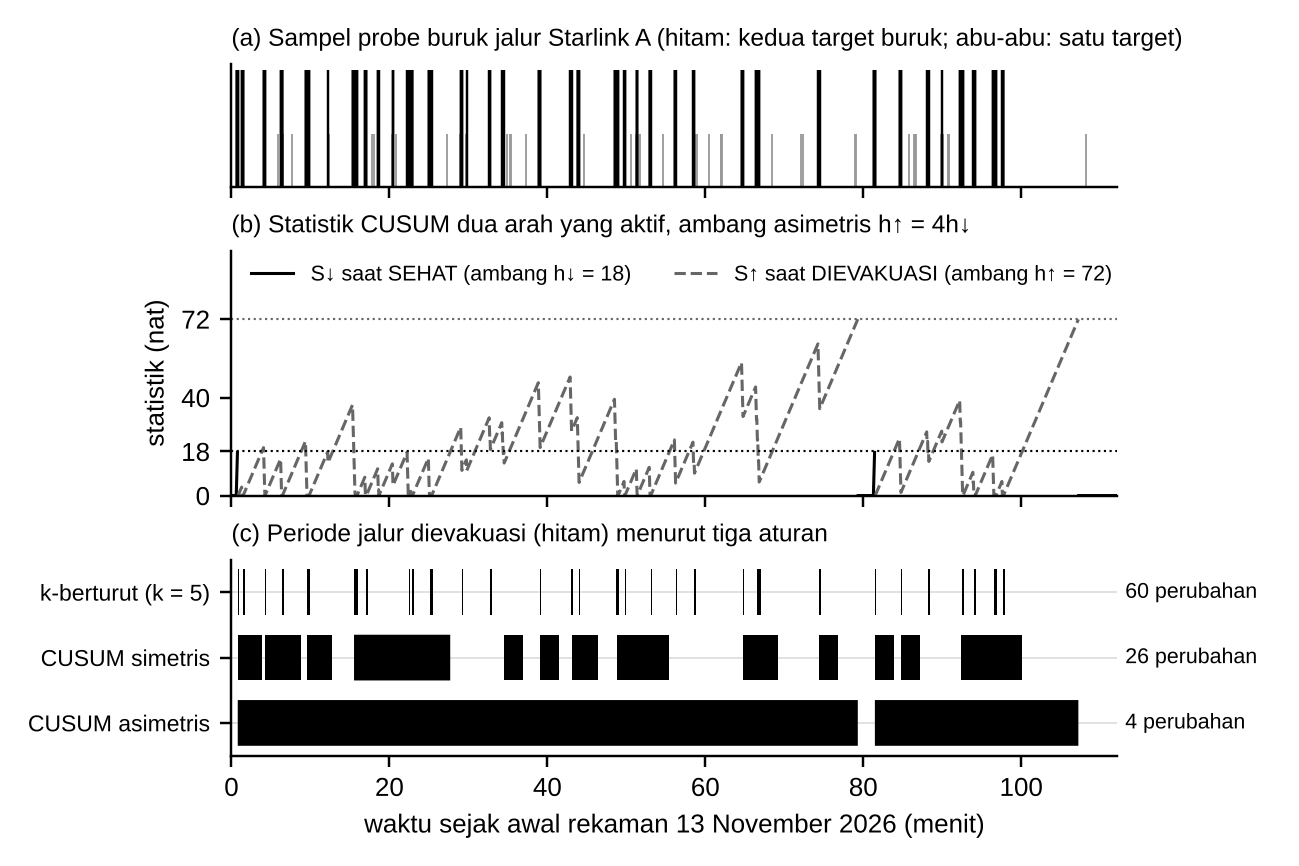 (a) Sampel probe buruk jalur Starlink A (hitam: kedua target buruk; abu-abu: satu target)
(b) Statistik CUSUM dua arah yang aktif, ambang asimetris h↑ = 4h↓
S↓ saat SEHAT (ambang h↓ = 18)
S↑ saat DIEVAKUASI (ambang h↑ = 72)
statistik (nat)
72
40
18
0
(c) Periode jalur dievakuasi (hitam) menurut tiga aturan
k-berturut (k = 5)
60 perubahan
CUSUM simetris
26 perubahan
CUSUM asimetris
4 perubahan
0 20 40 60 80 100
waktu sejak awal rekaman 13 November 2026 (menit)